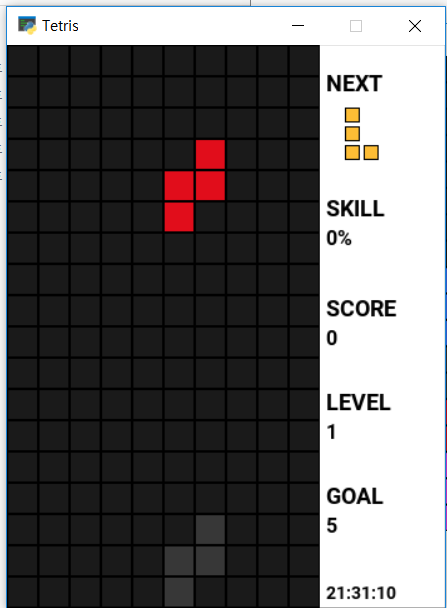 Tetris
NEXT
SKILL
0%
SCORE
0
LEVEL
1
GOAL
5
21:31:10